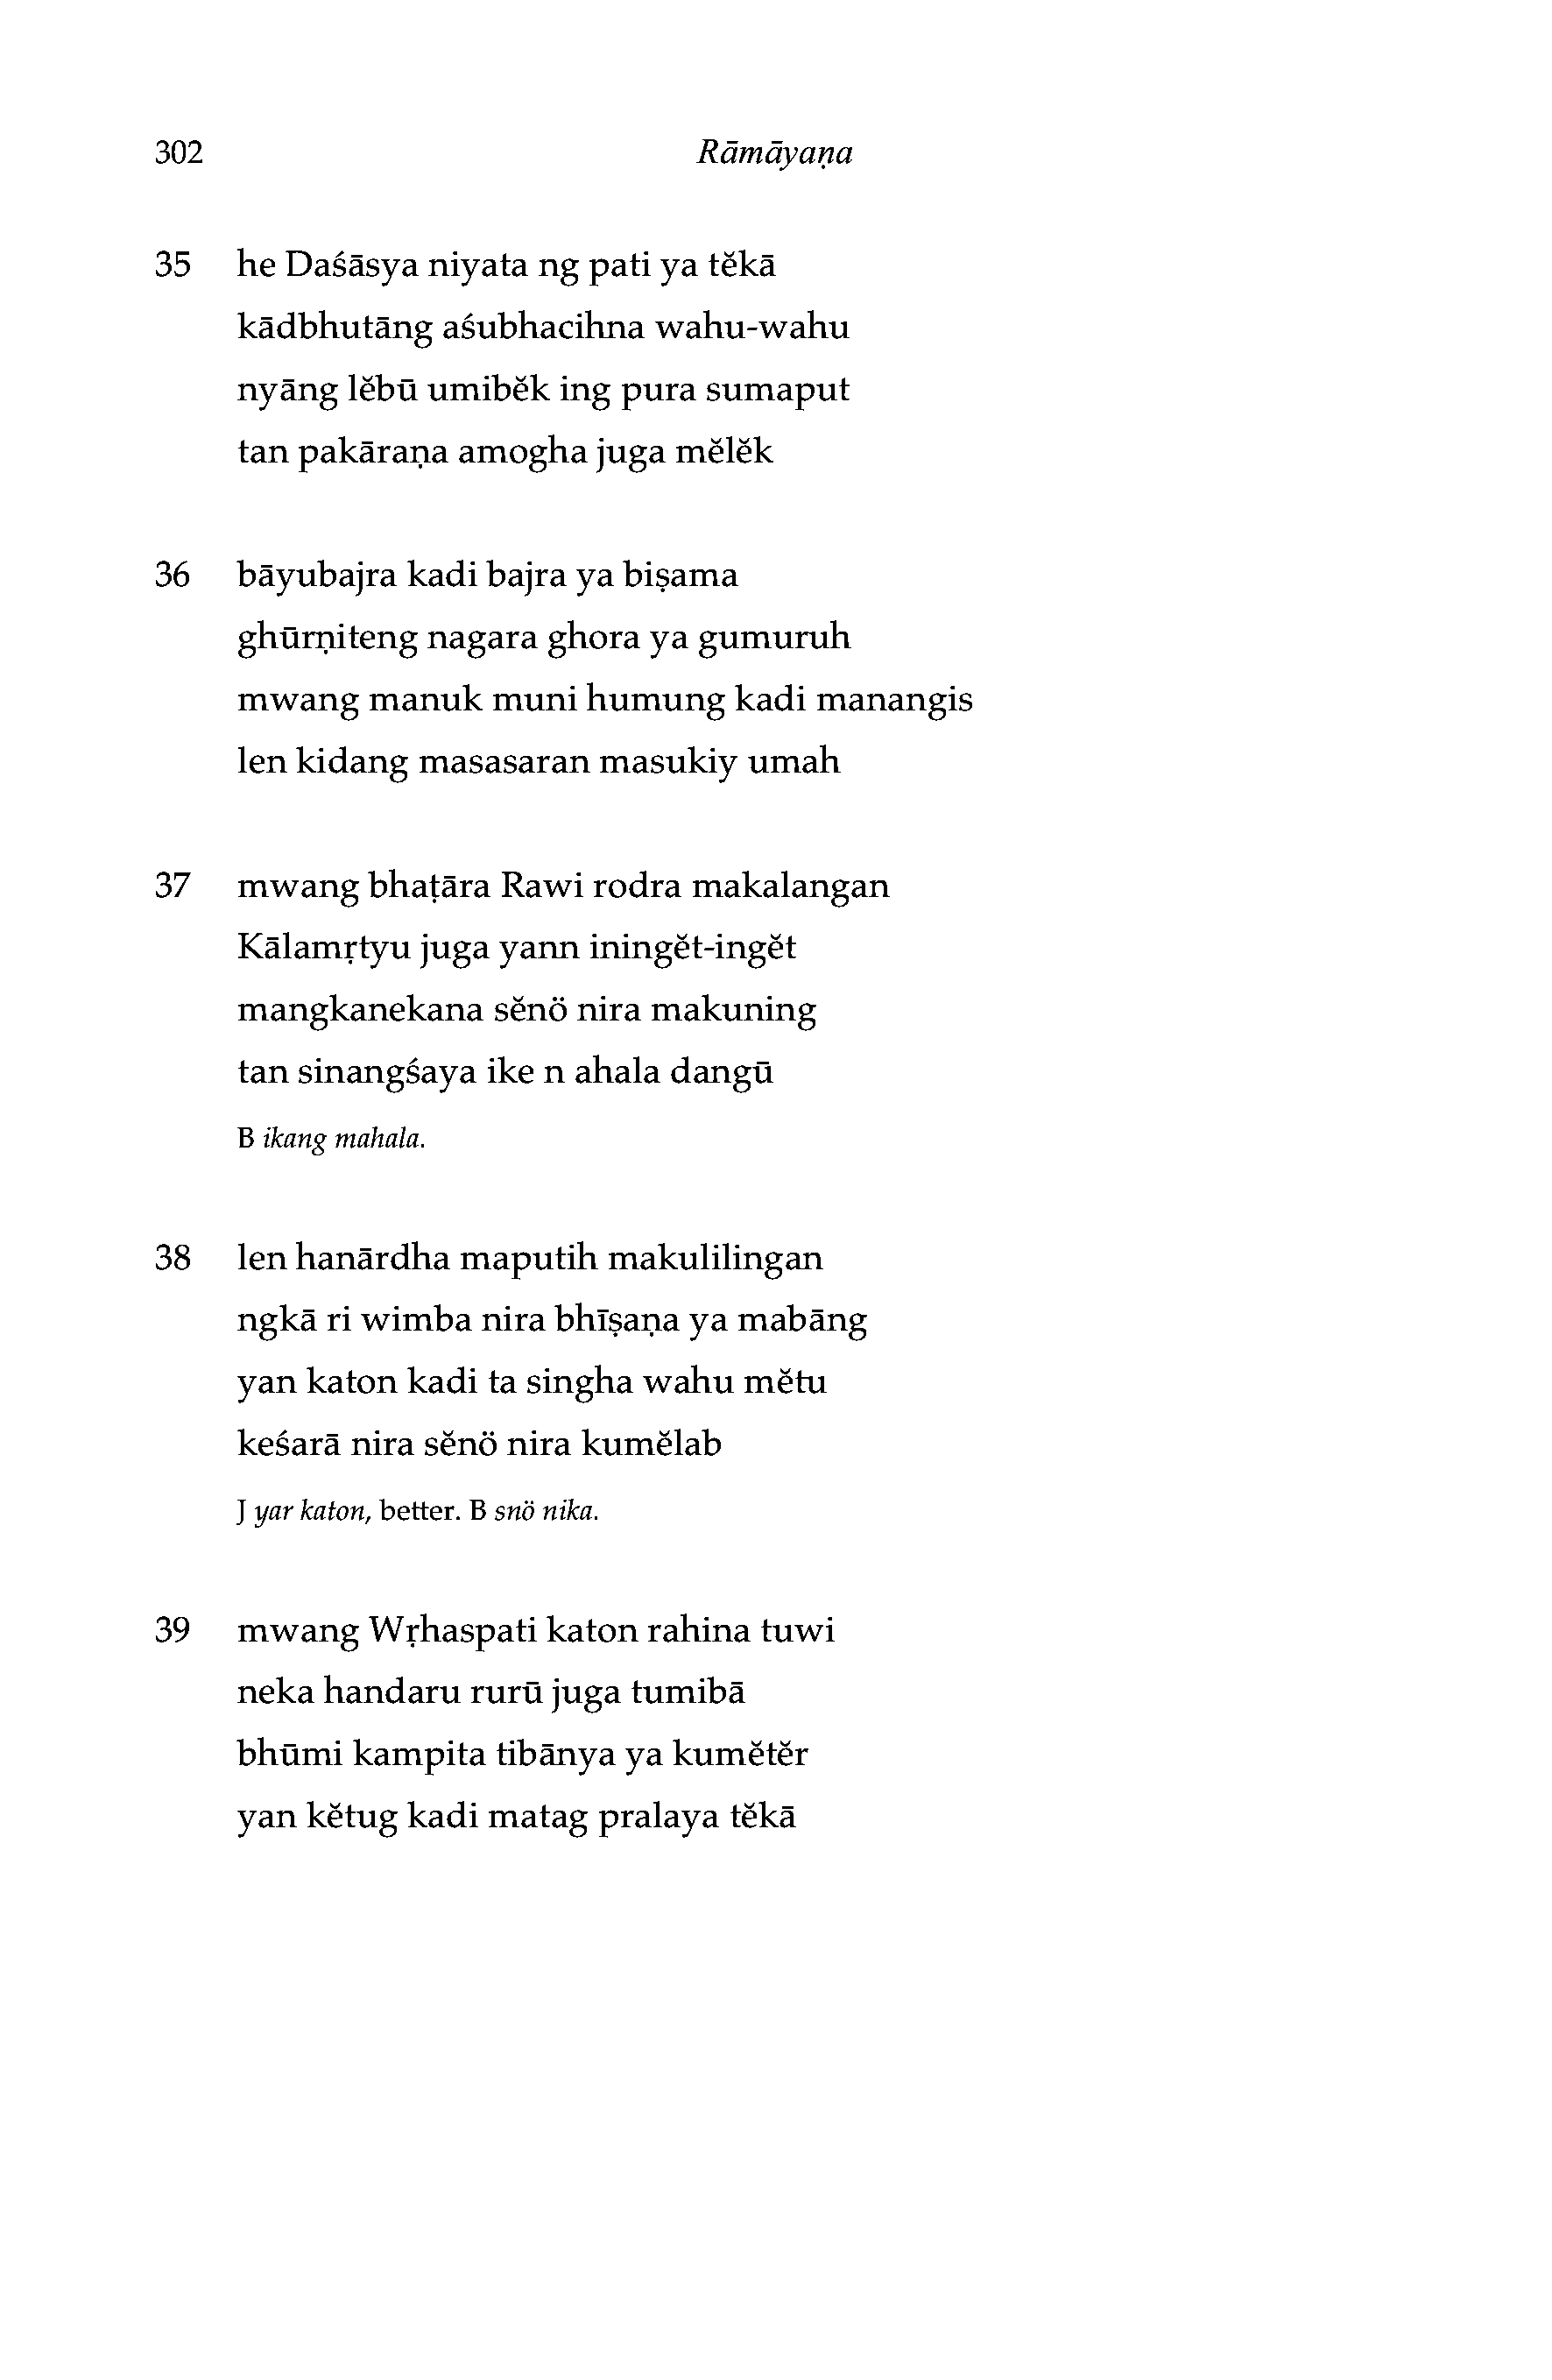 302 Rāmāyaṇa
35 he Daśāsya niyata ng pati ya tĕkā
kādbhutāng aśubhacihna wahu-wahu
nyāng lĕbū umibĕk ing pura sumaput
tan pakāraṇa amogha juga mĕlĕk
36 bāyubajra kadi bajra ya biṣama
ghūrṇiteng nagara ghora ya gumuruh
mwang manuk muni humung kadi manangis
len kidang masasaran masukiy umah
37 mwang bhaṭāra Rawi rodra makalangan
Kālamṛtyu juga yann iningĕt-ingĕt
mangkanekana sĕnö nira makuning
tan sinangśaya ike n ahala dangū
B ikang mahala.
38 len hanārdha maputih makulilingan
ngkā ri wimba nira bhīṣaṇa ya mabāng
yan katon kadi ta singha wahu mĕtu
keśarā nira sĕnö nira kumĕlab
J yar katon, better. B snö nika.
39 mwang Wṛhaspati katon rahina tuwi
neka handaru rurū juga tumibā
bhūmi kampita tibānya ya kumĕtĕr
yan kĕtug kadi matag pralaya tĕkā